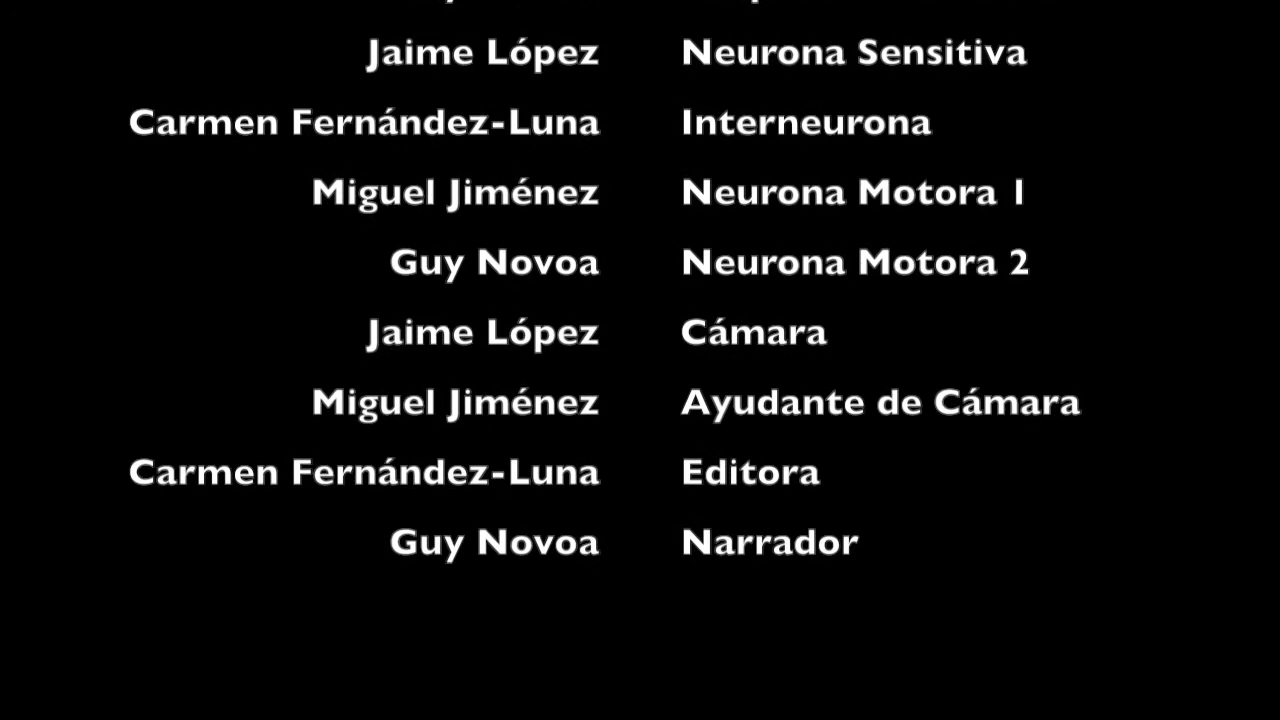 Jaime López Neurona Sensitiva
Carmen Fernández-Luna Interneurona
Miguel Jiménez Neurona Motora 1
Guy Novoa Neurona Motora 2
Jaime López Cámara
Miguel Jiménez Ayudante de Cámara
Carmen Fernández-Luna Editora
Guy Novoa Narrador